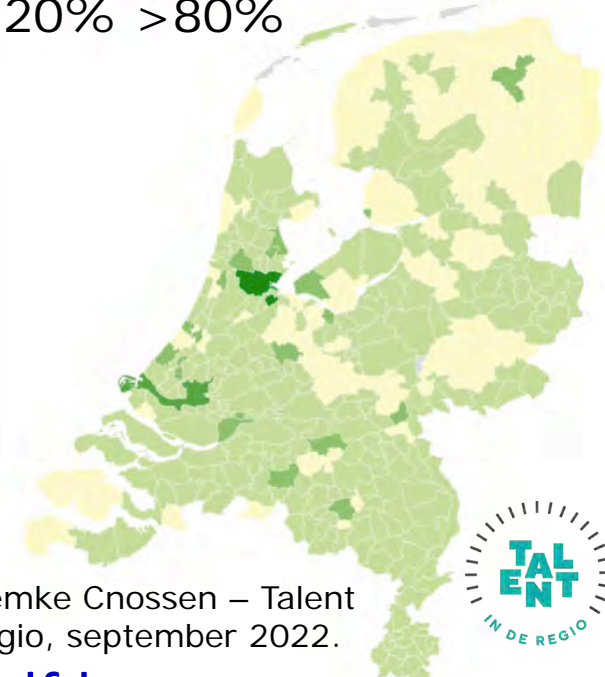 20% >80%
emke Cnossen – Talent
gio, september 2022.
TAL
ENT
IN DE REGIO